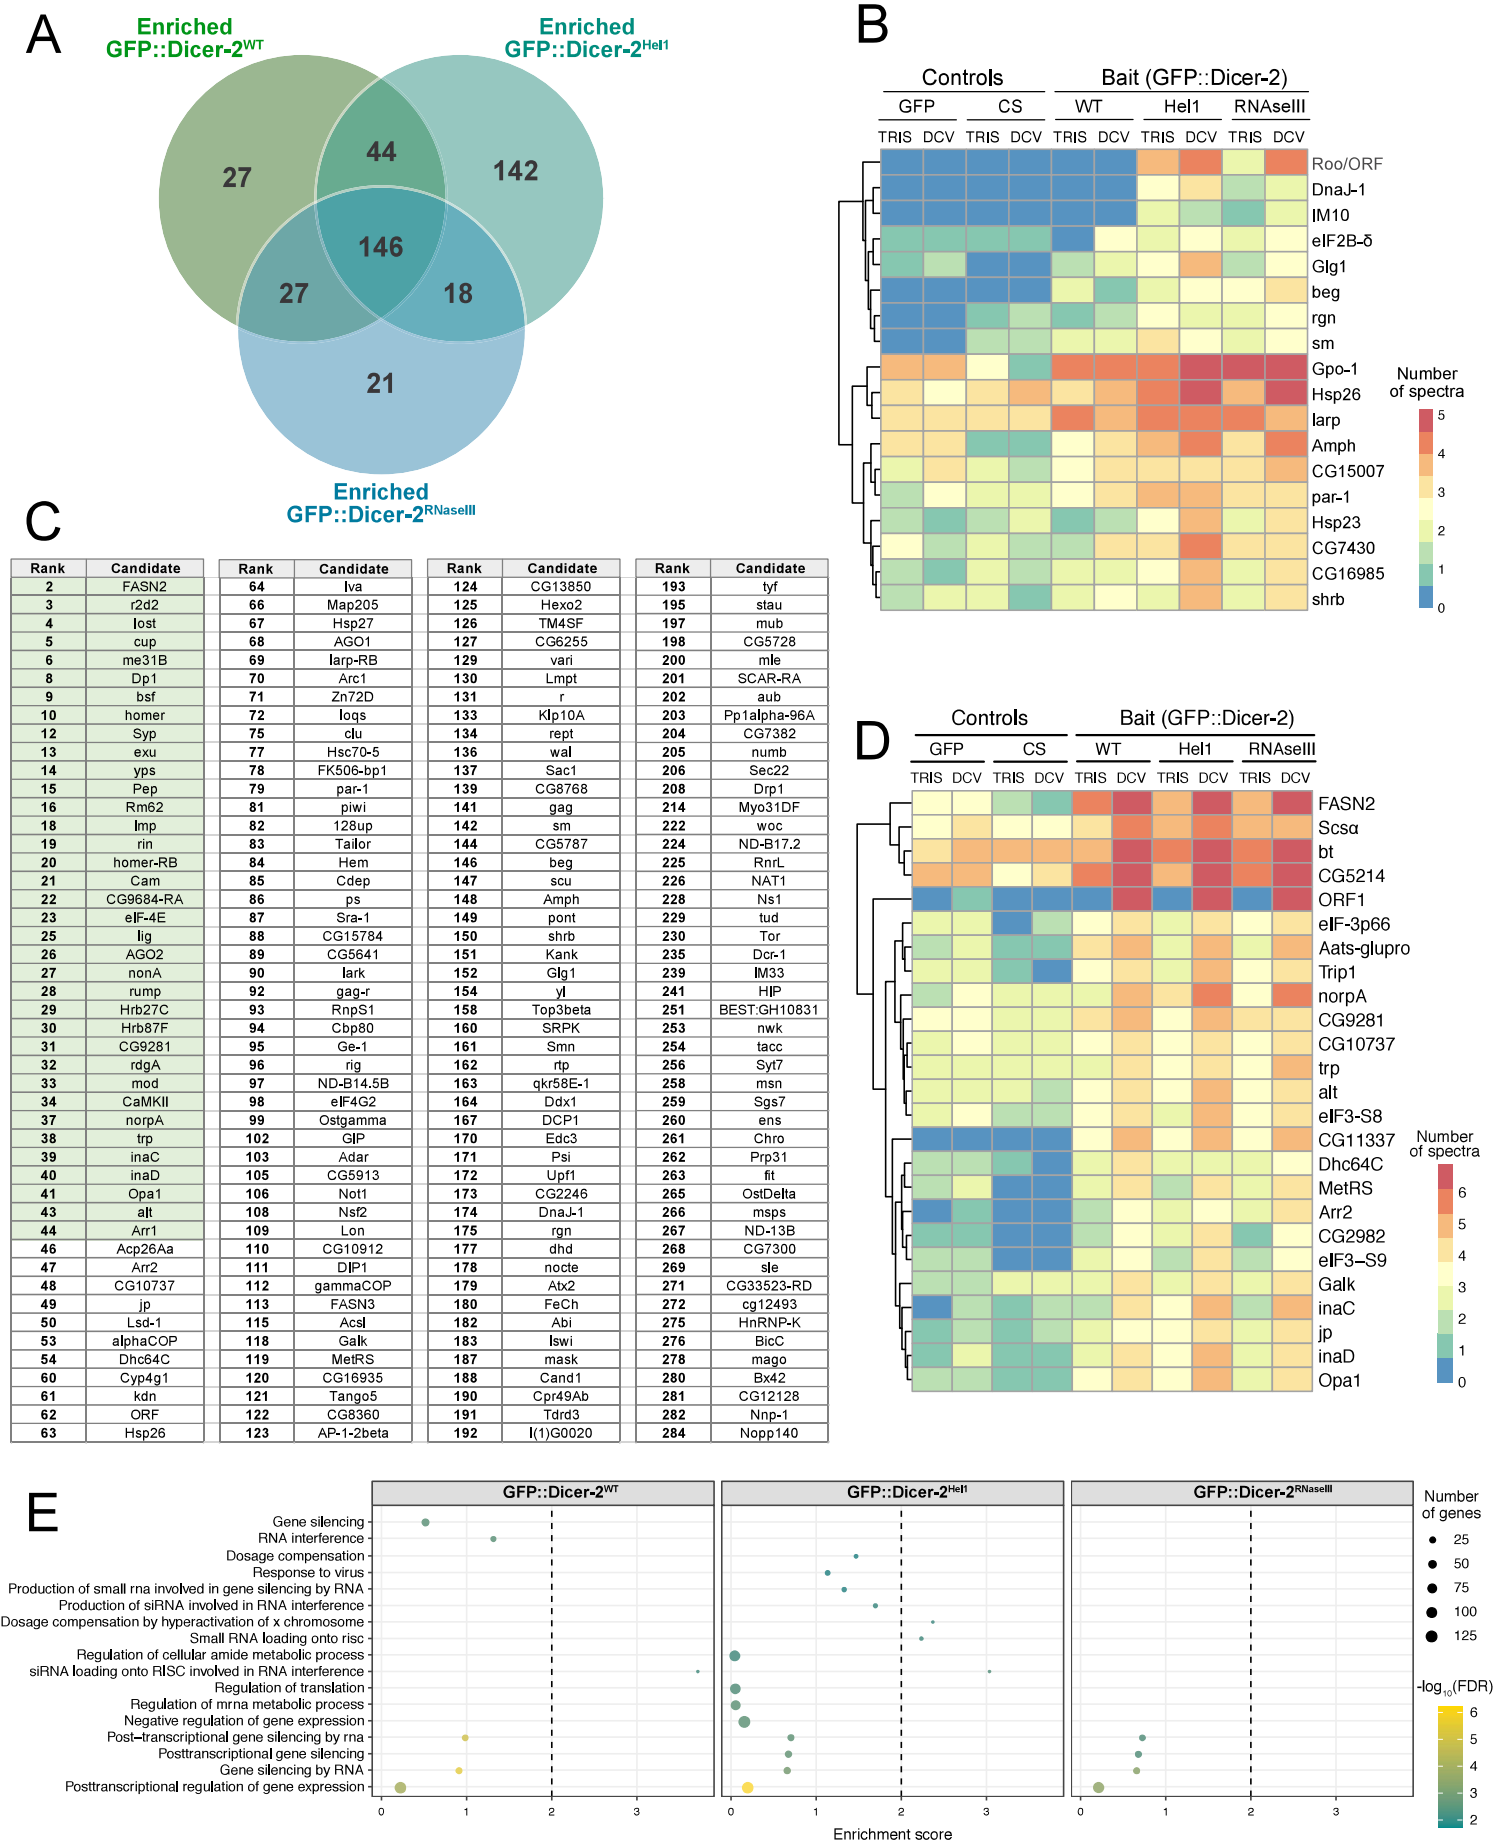 A
Enriched
GFP::Dicer-2WT
Enriched
GFP::Dicer-2Hel1
27
44
142
146
27
18
21
Enriched
GFP::Dicer-2RNaseIII
B
Controls Bait (GFP::Dicer-2)
GFP CS WT Hel1 RNAseIII
TRIS DCV TRIS DCV TRIS DCV TRIS DCV TRIS DCV
Roo/ORF
DnaJ-1
IM10
eIF2B-δ
Glg1
beg
rgn
sm
Gpo-1
Hsp26
larp
Amph
CG15007
par-1
Hsp23
CG7430
CG16985
shrb
Number
of spectra
5
4
3
2
1
0
C
Rank Candidate Rank Candidate Rank Candidate Rank Candidate
2 FASN2 64 lva 124 CG13850 193 tyf
3 r2d2 66 Map205 125 Hexo2 195 stau
4 lost 67 Hsp27 126 TM4SF 197 mub
5 cup 68 AGO1 127 CG6255 198 CG5728
6 me31B 69 larp-RB 129 vari 200 mle
8 Dp1 70 Arc1 130 Lmpt 201 SCAR-RA
9 bsf 71 Zn72D 131 r 202 aub
10 homer 72 loqs 133 Klp10A 203 Pp1alpha-96A
12 Syp 75 clu 134 rept 204 CG7382
13 exu 77 Hsc70-5 136 wal 205 numb
14 yps 78 FK506-bp1 137 Sac1 206 Sec22
15 Pep 79 par-1 139 CG8768 208 Drp1
16 Rm62 81 piwi 141 gag 214 Myo31DF
18 Imp 82 128up 142 sm 222 woc
19 rin 83 Tailor 144 CG5787 224 ND-B17.2
20 homer-RB 84 Hem 146 beg 225 RnrL
21 Cam 85 Cdep 147 scu 226 NAT1
22 CG9684-RA 86 ps 148 Amph 228 Ns1
23 eIF-4E 87 Sra-1 149 pont 229 tud
25 lig 88 CG15784 150 shrb 230 Tor
26 AGO2 89 CG5641 151 Kank 235 Dcr-1
27 nonA 90 lark 152 Glg1 239 IM33
28 rump 92 gag-r 154 yl 241 HIP
29 Hrb27C 93 RnpS1 158 Top3beta 251 BEST:GH10831
30 Hrb87F 94 Cbp80 160 SRPK 253 nwk
31 CG9281 95 Ge-1 161 Smn 254 tacc
32 rdgA 96 rig 162 rtp 256 Syt7
33 mod 97 ND-B14.5B 163 qkr58E-1 258 msn
34 CaMKII 98 eIF4G2 164 Ddx1 259 Sgs7
37 norpA 99 Ostgamma 167 DCP1 260 ens
38 trp 102 GIP 170 Edc3 261 Chro
39 inaC 103 Adar 171 Psi 262 Prp31
40 inaD 105 CG5913 172 Upf1 263 fit
41 Opa1 106 Not1 173 CG2246 265 OstDelta
43 alt 108 Nsf2 174 DnaJ-1 266 msps
44 Arr1 109 Lon 175 rgn 267 ND-13B
46 Acp26Aa 110 CG10912 177 dhd 268 CG7300
47 Arr2 111 DIP1 178 nocte 269 sle
48 CG10737 112 gammaCOP 179 Atx2 271 CG33523-RD
49 jp 113 FASN3 180 FeCh 272 cg12493
50 Lsd-1 115 Acsl 182 Abi 275 HnRNP-K
53 alphaCOP 118 Galk 183 Iswi 276 BicC
54 Dhc64C 119 MetRS 187 mask 278 mago
60 Cyp4g1 120 CG16935 188 Cand1 280 Bx42
61 kdn 121 Tango5 190 Cpr49Ab 281 CG12128
62 ORF 122 CG8360 191 Tdrd3 282 Nnp-1
63 Hsp26 123 AP-1-2beta 192 l(1)G0020 284 Nopp140
D
Controls Bait (GFP::Dicer-2)
GFP CS WT Hel1 RNAseIII
TRIS DCV TRIS DCV TRIS DCV TRIS DCV TRIS DCV
FASN2
Scsα
bt
CG5214
ORF1
eIF-3p66
Aats-glupro
Trip1
norpA
CG9281
CG10737
trp
alt
eIF3-S8
CG11337
Dhc64C
MetRS
Arr2
CG2982
eIF3–S9
Galk
inaC
jp
inaD
Opa1
Number
of spectra
6
5
4
3
2
1
0
E
GFP::Dicer-2WT GFP::Dicer-2Hel1 GFP::Dicer-2RNaseIII
Gene silencing
RNA interference
Dosage compensation
Response to virus
Production of small rna involved in gene silencing by RNA
Production of siRNA involved in RNA interference
Dosage compensation by hyperactivation of x chromosome
Small RNA loading onto risc
Regulation of cellular amide metabolic process
siRNA loading onto RISC involved in RNA interference
Regulation of translation
Regulation of mrna metabolic process
Negative regulation of gene expression
Post–transcriptional gene silencing by rna
Posttranscriptional gene silencing
Gene silencing by RNA
Posttranscriptional regulation of gene expression
0 1 2 3 0 1 2 3 0 1 2 3
Enrichment score
Number
of genes
25
50
75
100
125
-log10(FDR)
6
5
4
3
2